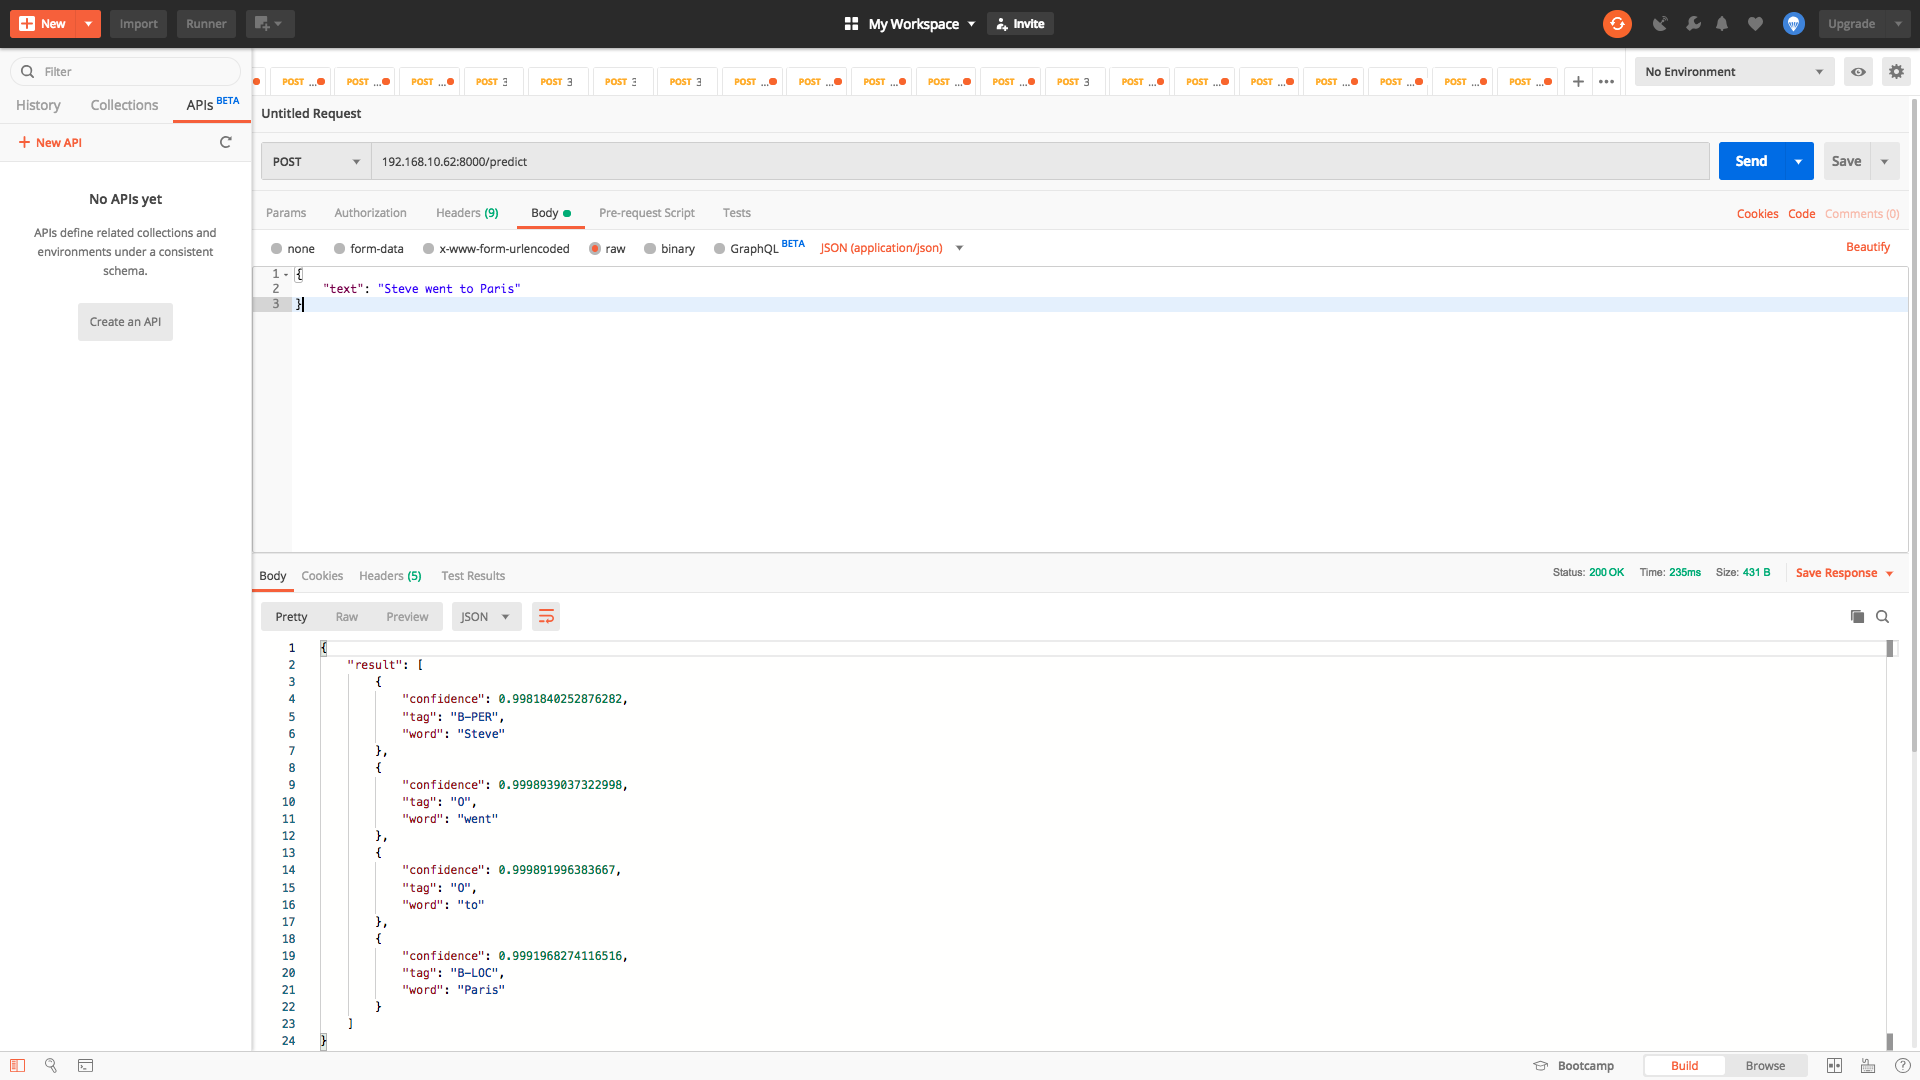 New Import Runner My Workspace Invite Upgrade
Filter
POST ... POST ... POST ... POST 3 POST 3 POST 3 POST 3 POST ... POST ... POST ... POST ... POST ... POST 3 POST ... POST ... POST ... POST ... POST ... POST ... POST ... No Environment
History Collections APIs BETA
Untitled Request
New API
POST 192.168.10.62:8000/predict Send Save
No APIs yet
APIs define related collections and
environments under a consistent
schema.
Create an API
Params Authorization Headers (9) Body Pre-request Script Tests Cookies Code Comments (0)
none form-data x-www-form-urlencoded raw binary GraphQL BETA JSON (application/json) Beautify
1 {
2 "text": "Steve went to Paris"
3 }
Body Cookies Headers (5) Test Results Status: 200 OK Time: 235ms Size: 431 B Save Response
Pretty Raw Preview JSON
1 {
2 "result": [
3 {
4 "confidence": 0.9981840252876282,
5 "tag": "B-PER",
6 "word": "Steve"
7 },
8 {
9 "confidence": 0.9998939037322998,
10 "tag": "O",
11 "word": "went"
12 },
13 {
14 "confidence": 0.999891996383667,
15 "tag": "O",
16 "word": "to"
17 },
18 {
19 "confidence": 0.9991968274116516,
20 "tag": "B-LOC",
21 "word": "Paris"
22 }
23 ]
24 }
Bootcamp Build Browse